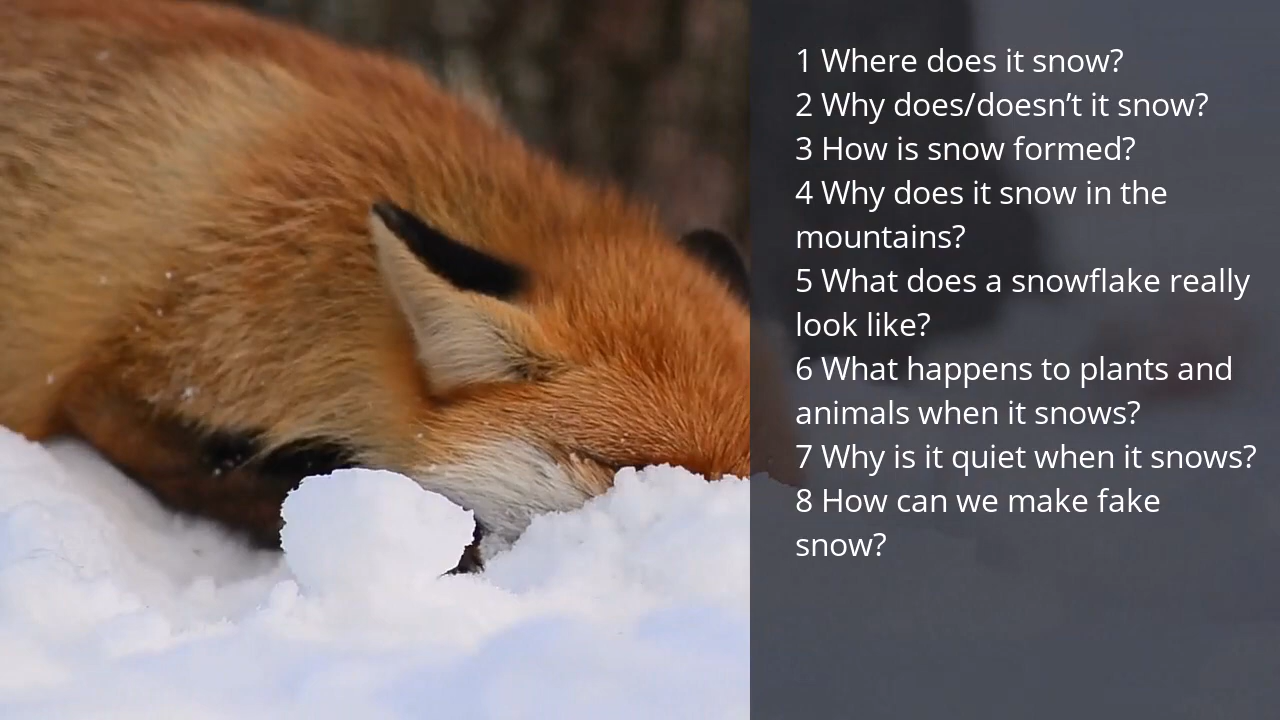 1 Where does it snow?
2 Why does/doesn’t it snow?
3 How is snow formed?
4 Why does it snow in the
mountains?
5 What does a snowflake really
look like?
6 What happens to plants and
animals when it snows?
7 Why is it quiet when it snows?
8 How can we make fake
snow?